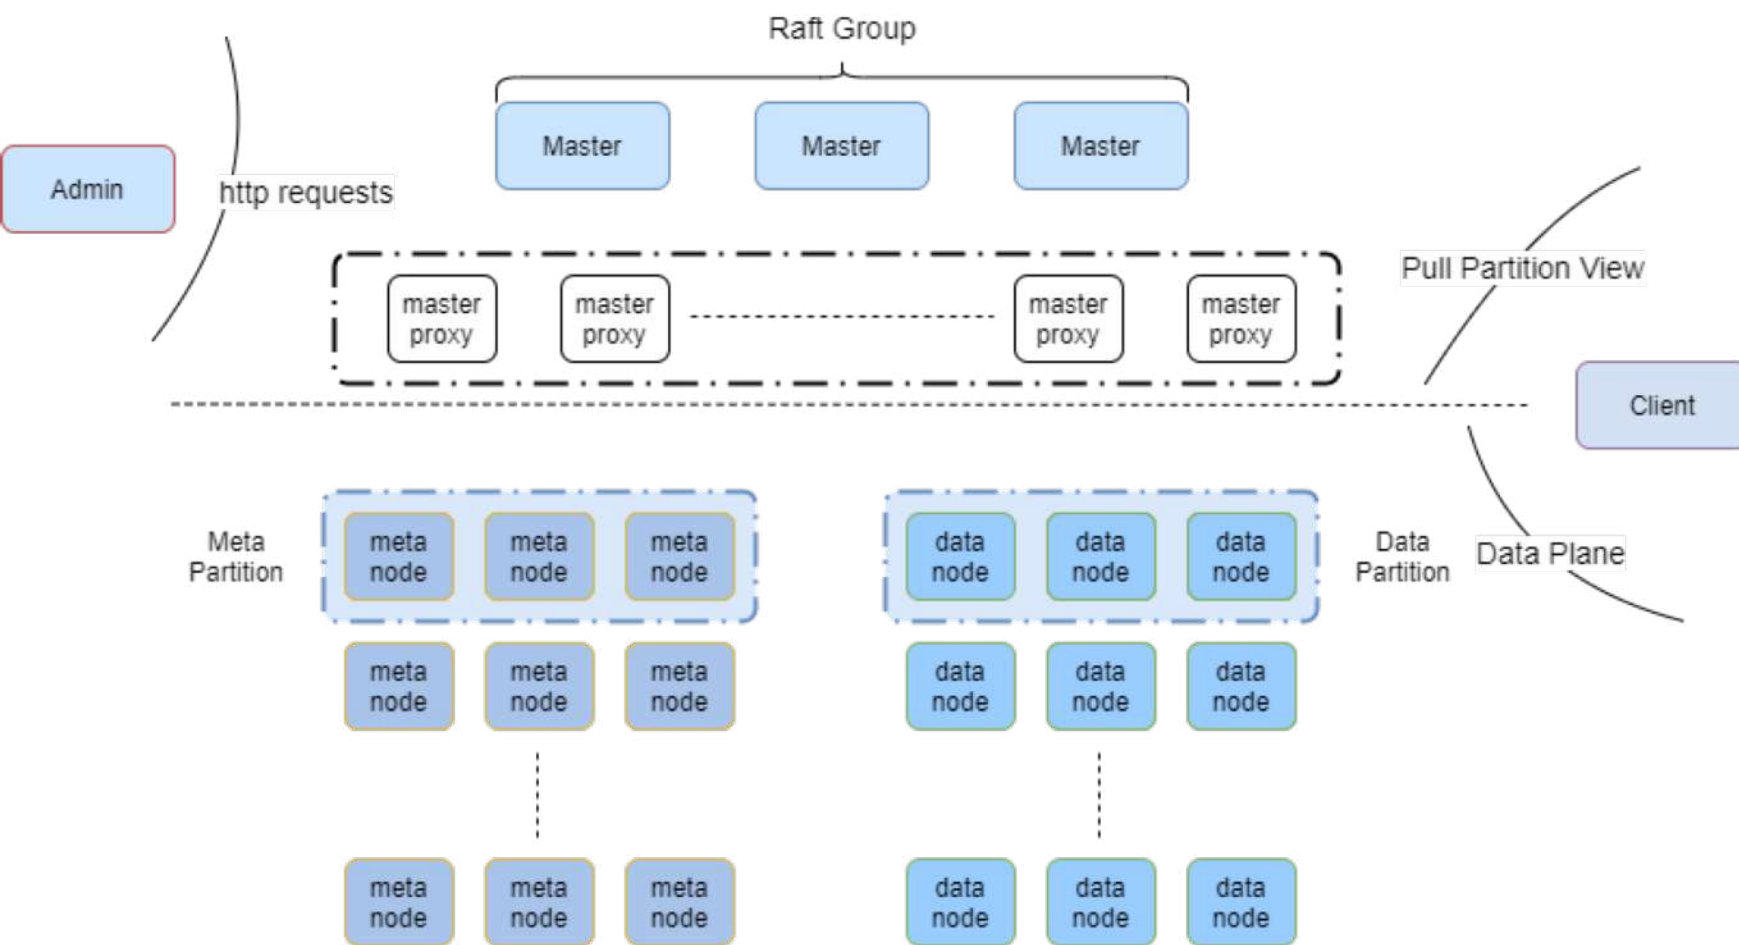 Raft Group
Master
Master
Master
Admin
http requests
Pull Partition View
master
proxy
master
proxy
master
proxy
master
proxy
Client
Meta
Partition
meta
node
meta
node
meta
node
data
node
data
node
data
node
Data
Partition
Data Plane
meta
node
meta
node
meta
node
data
node
data
node
data
node
meta
node
meta
node
meta
node
data
node
data
node
data
node